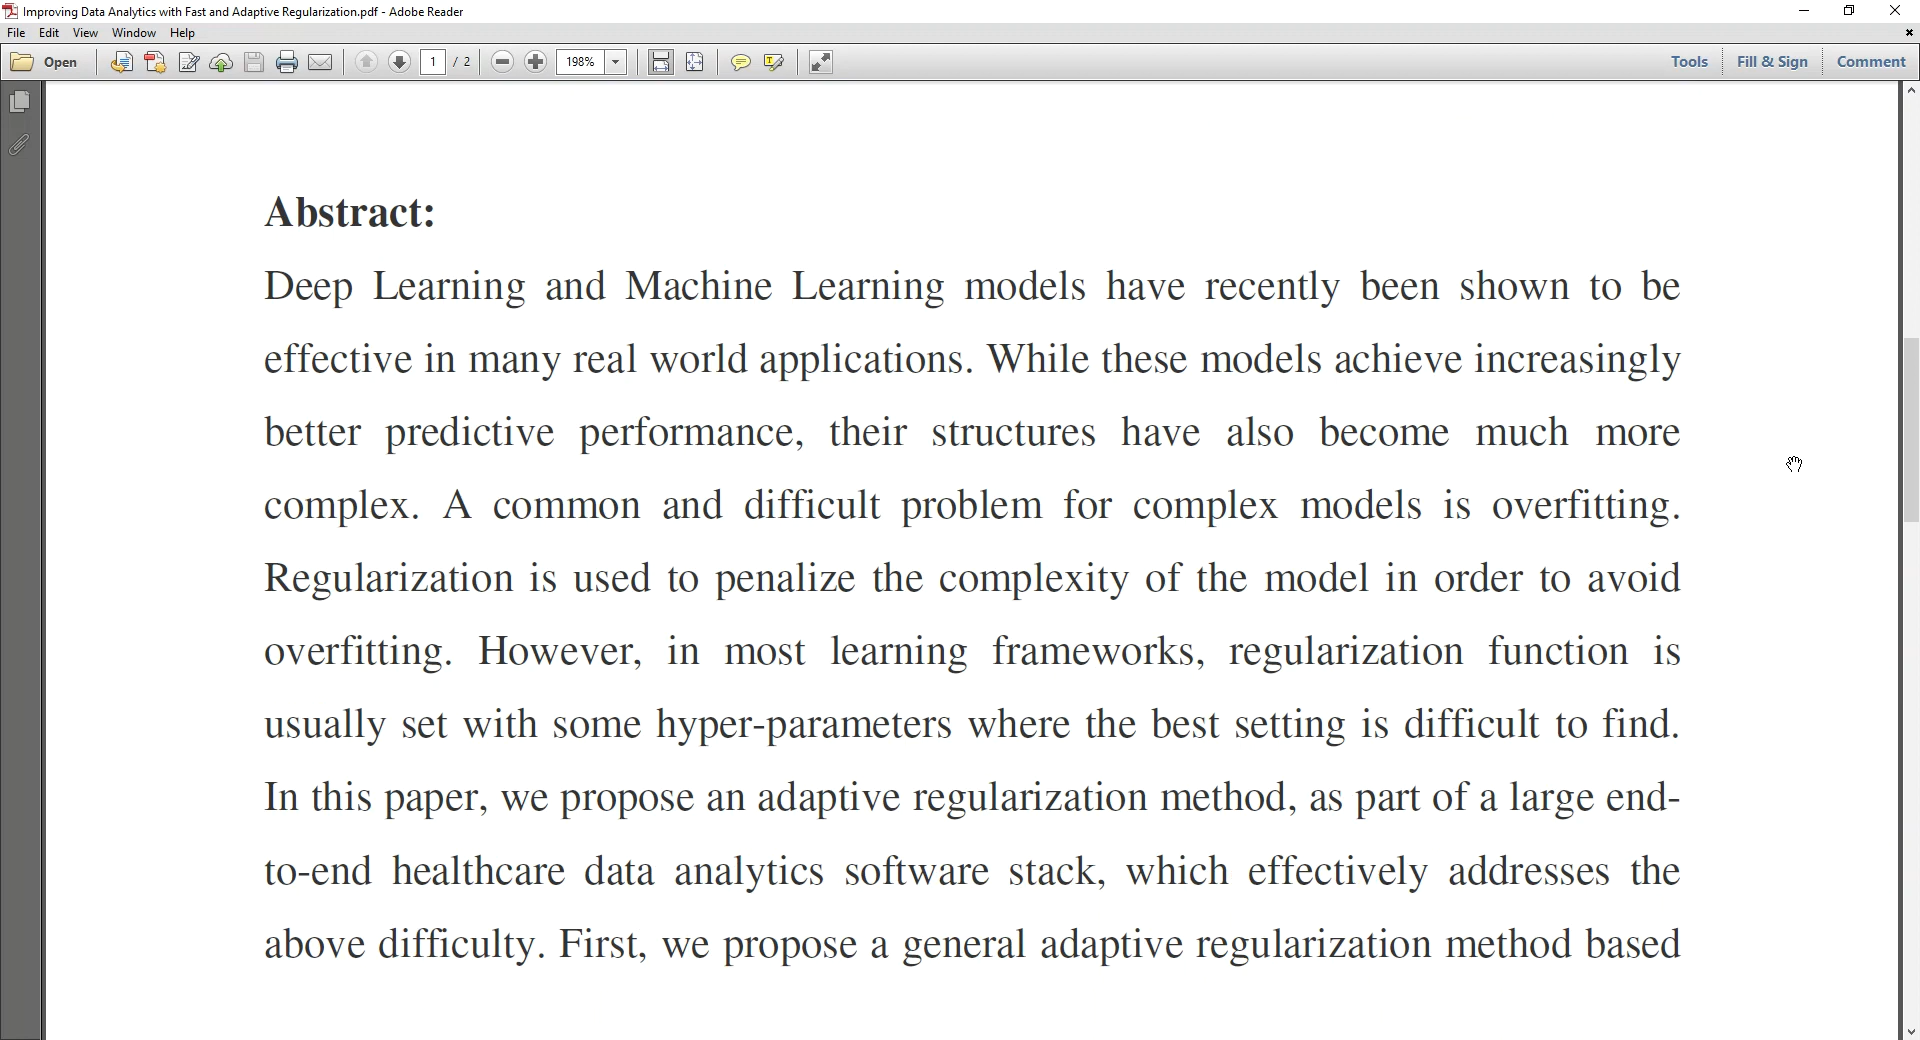 Improving Data Analytics with Fast and Adaptive Regularization.pdf - Adobe Reader
File Edit View Window Help
Open 1 / 2 198% Tools Fill & Sign Comment
Abstract:
Deep Learning and Machine Learning models have recently been shown to be
effective in many real world applications. While these models achieve increasingly
better predictive performance, their structures have also become much more
complex. A common and difficult problem for complex models is overfitting.
Regularization is used to penalize the complexity of the model in order to avoid
overfitting. However, in most learning frameworks, regularization function is
usually set with some hyper-parameters where the best setting is difficult to find.
In this paper, we propose an adaptive regularization method, as part of a large end-
to-end healthcare data analytics software stack, which effectively addresses the
above difficulty. First, we propose a general adaptive regularization method based